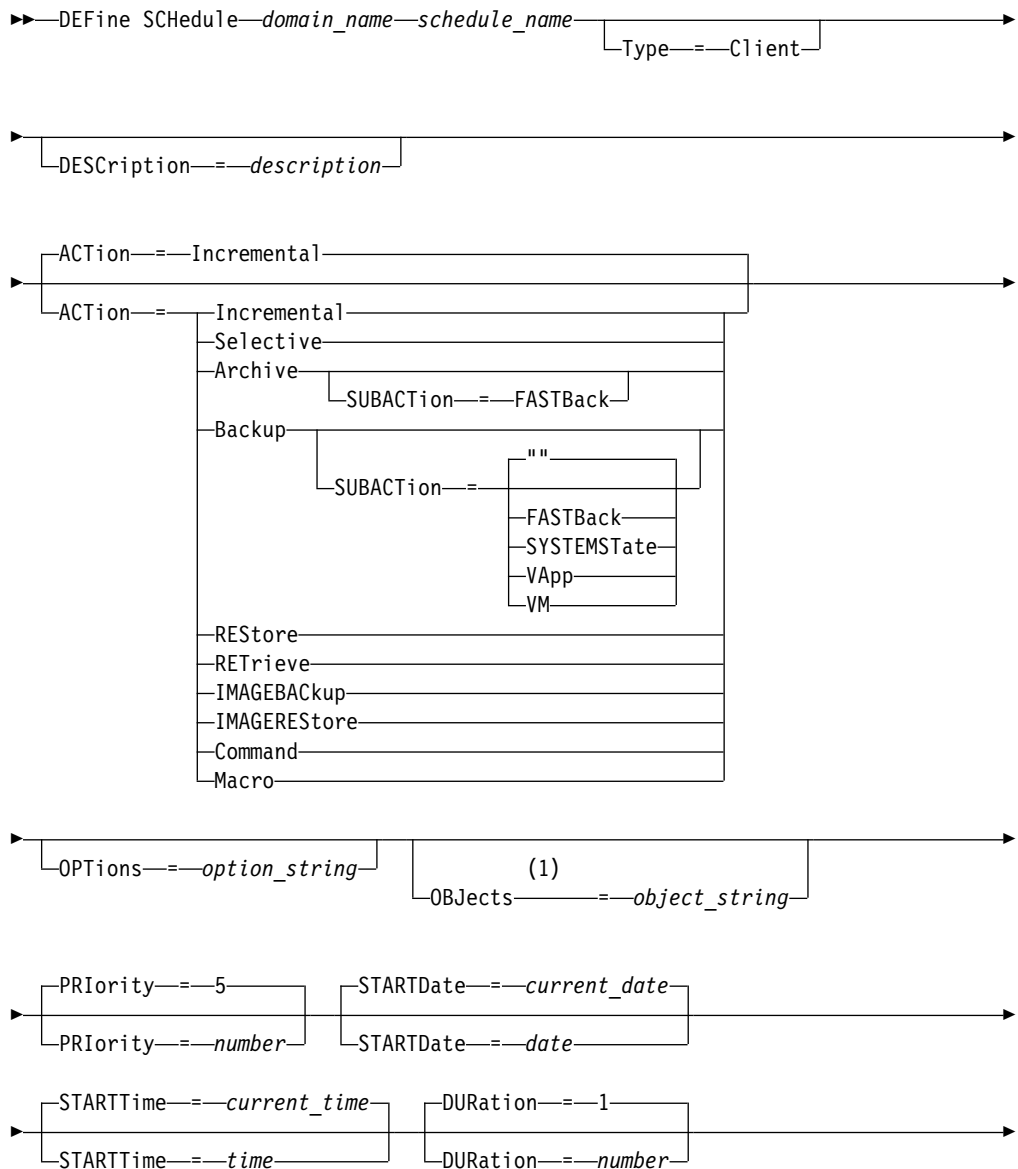 DEFine SCHedule domain_name schedule_name
Type = Client
DESCription = description
ACTion = Incremental
ACTion = Incremental
Selective
Archive
SUBACTion = FASTBack
Backup
""
SUBACTion =
FASTBack
SYSTEMSTate
VApp
VM
REStore
RETrieve
IMAGEBACkup
IMAGEREStore
Command
Macro
OPTions = option_string
(1)
OBJects = object_string
PRIority = 5 STARTDate = current_date
PRIority = number STARTDate = date
STARTTime = current_time DURation = 1
STARTTime = time DURation = number